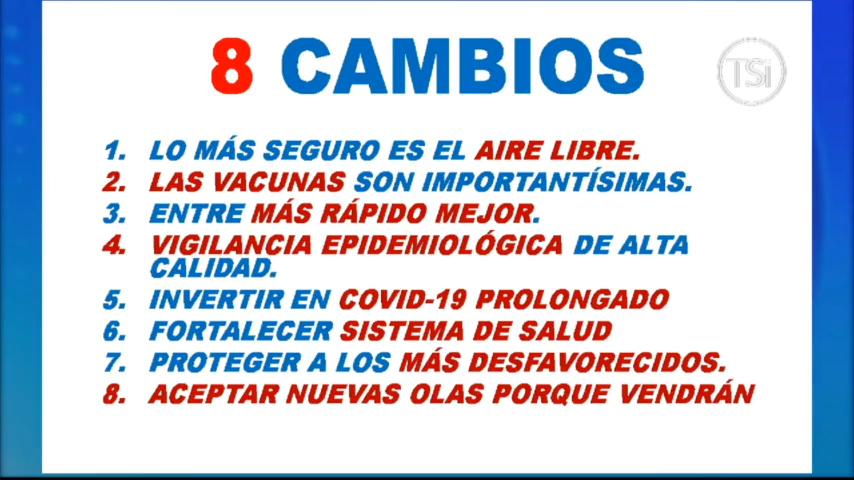 8 CAMBIOS
TSi
1. LO MÁS SEGURO ES EL AIRE LIBRE.
2. LAS VACUNAS SON IMPORTANTÍSIMAS.
3. ENTRE MÁS RÁPIDO MEJOR.
4. VIGILANCIA EPIDEMIOLÓGICA DE ALTA
CALIDAD.
5. INVERTIR EN COVID-19 PROLONGADO
6. FORTALECER SISTEMA DE SALUD
7. PROTEGER A LOS MÁS DESFAVORECIDOS.
8. ACEPTAR NUEVAS OLAS PORQUE VENDRÁN